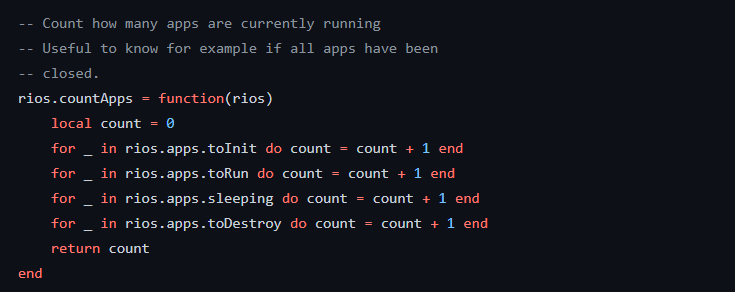 -- Count how many apps are currently running
-- Useful to know for example if all apps have been
-- closed.
rios.countApps = function(rios)
    local count = 0
    for _ in rios.apps.toInit do count = count + 1 end
    for _ in rios.apps.toRun do count = count + 1 end
    for _ in rios.apps.sleeping do count = count + 1 end
    for _ in rios.apps.toDestroy do count = count + 1 end
    return count
end